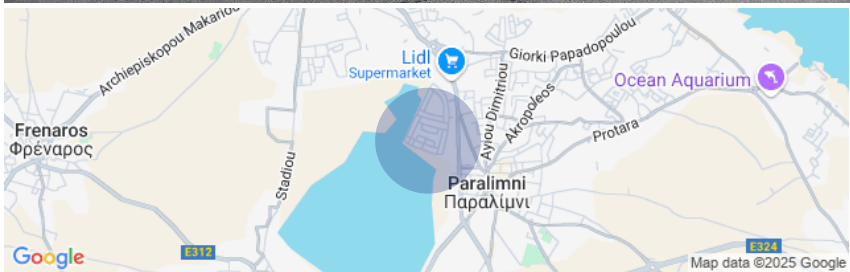 Archiepiskopou Makariou
Lidl
Supermarket
Giorki Papadopoulou
Ocean Aquarium
Frenaros
Φρέναρος
Stadiou
Ayiou Dimitriou
Akropoleos
Protara
Paralimni
Παραλίμνι
E312
E324
Google
Map data ©2025 Google